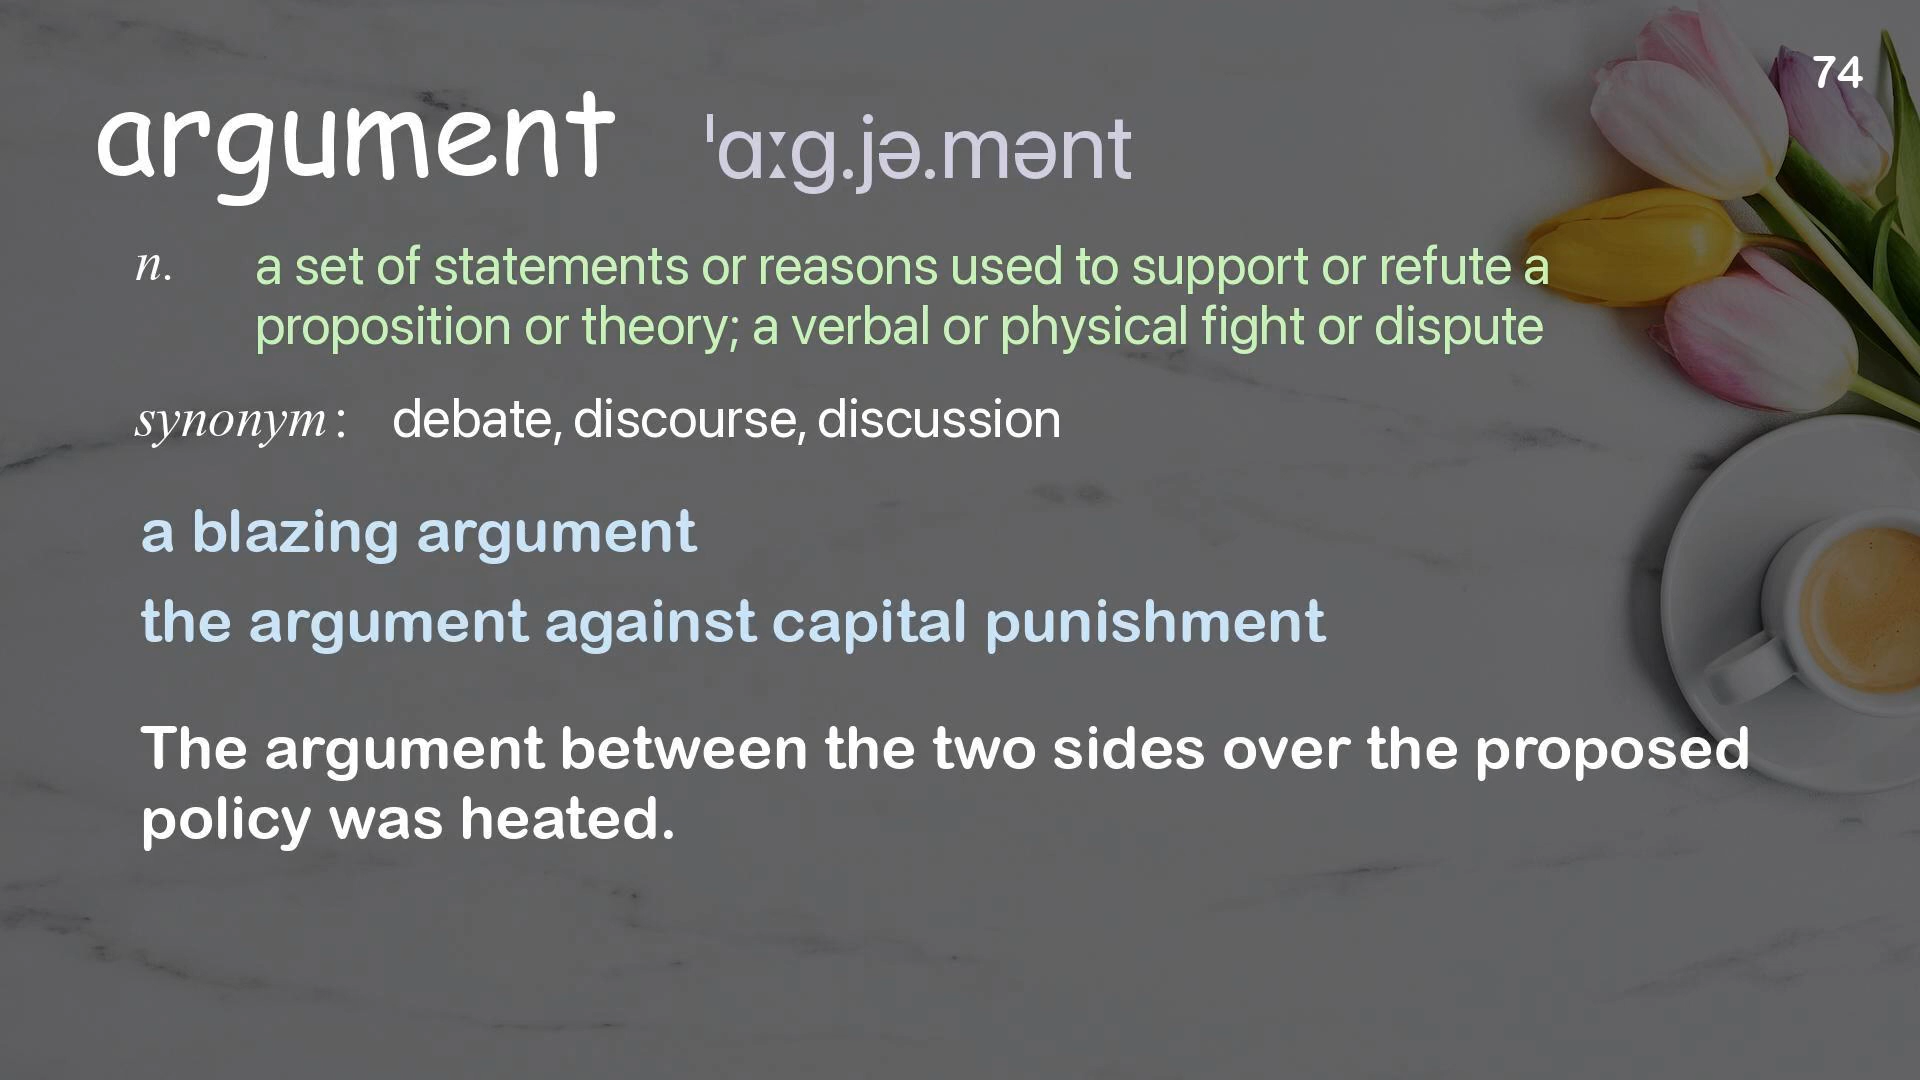 74
argument ˈɑːɡ.jə.mənt
n. a set of statements or reasons used to support or refute a
proposition or theory; a verbal or physical fight or dispute
synonym: debate, discourse, discussion
a blazing argument
the argument against capital punishment
The argument between the two sides over the proposed
policy was heated.